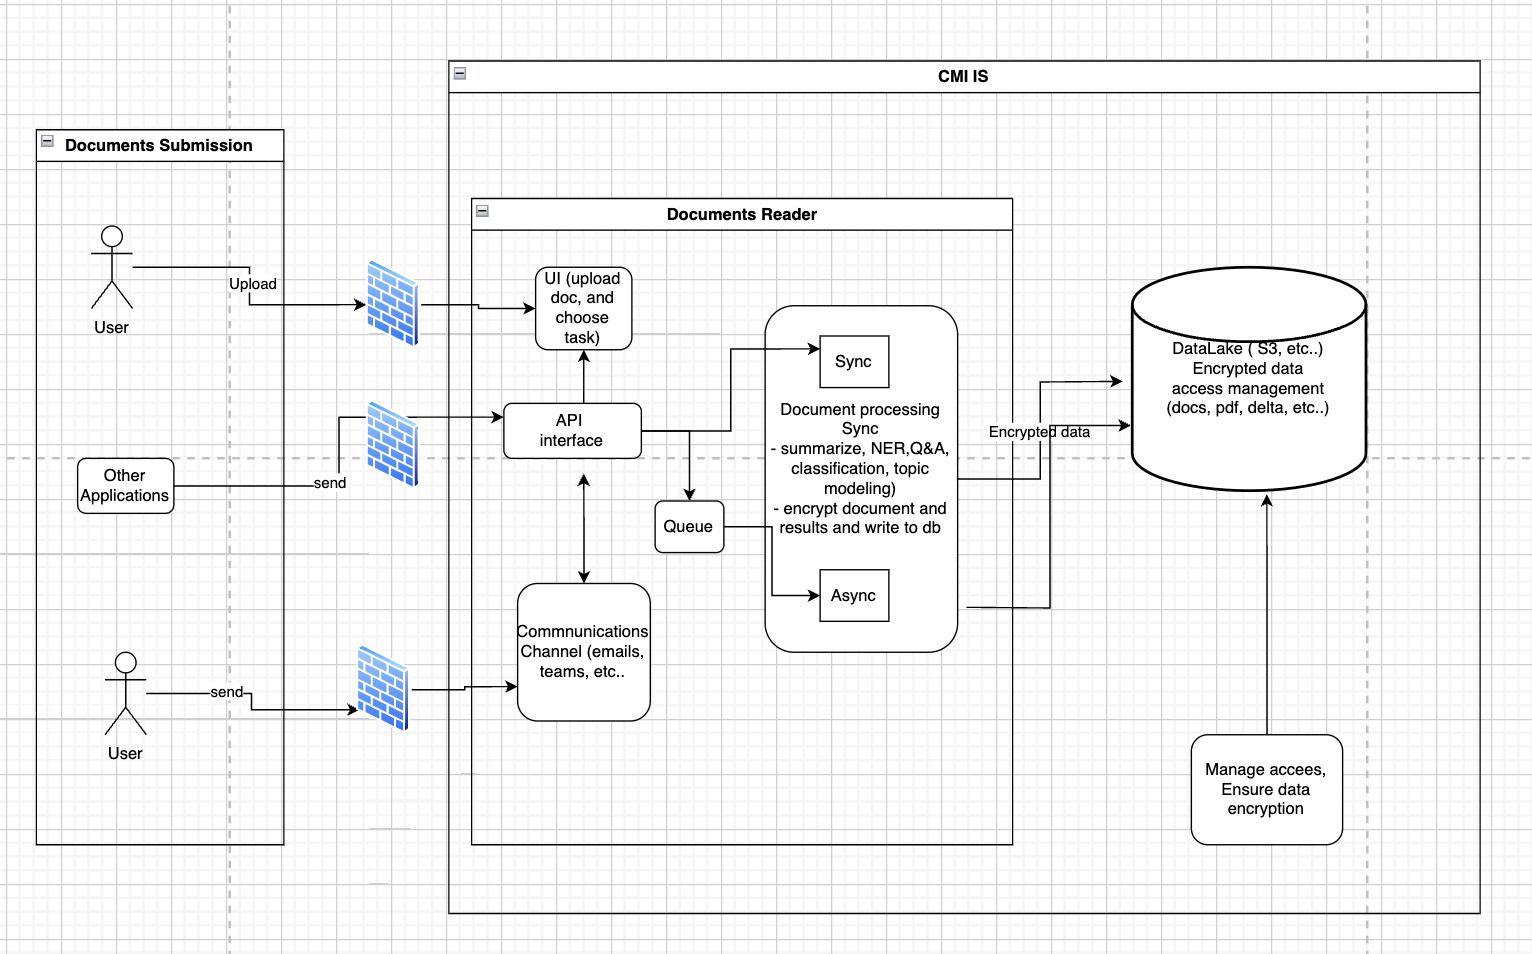 CMI IS
Documents Submission
Documents Reader
User
Upload
UI (upload
doc, and
choose
task)
Other
Applications
send
API
interface
Queue
Sync
Document processing
Sync
- summarize, NER,Q&A,
classification, topic
modeling)
- encrypt document and
results and write to db
Async
Encrypted data
DataLake ( S3, etc..)
Encrypted data
access management
(docs, pdf, delta, etc..)
User
send
Commnunications
Channel (emails,
teams, etc..
Manage accees,
Ensure data
encryption